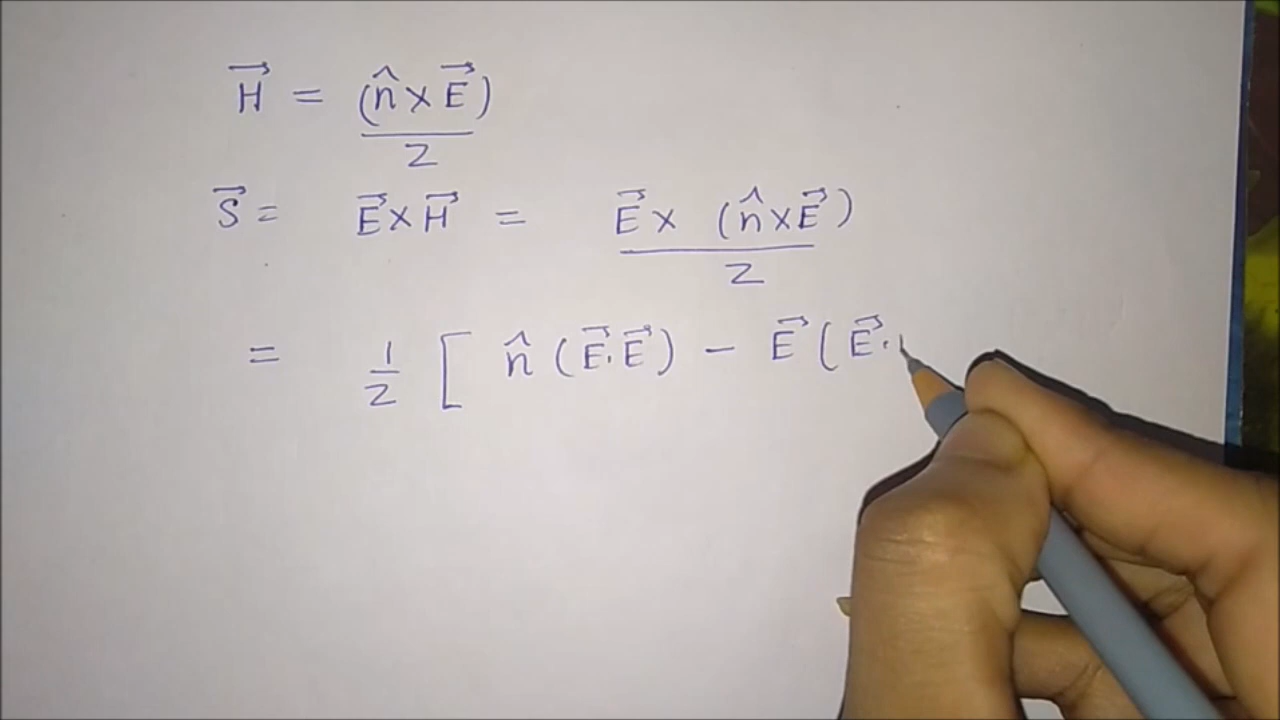 H⃗ = (n̂×E⃗)/Z
S⃗ = E⃗×H⃗ = E⃗× (n̂×E⃗)/Z
= 1/Z [ n̂(E⃗.E⃗) − E⃗(E⃗.